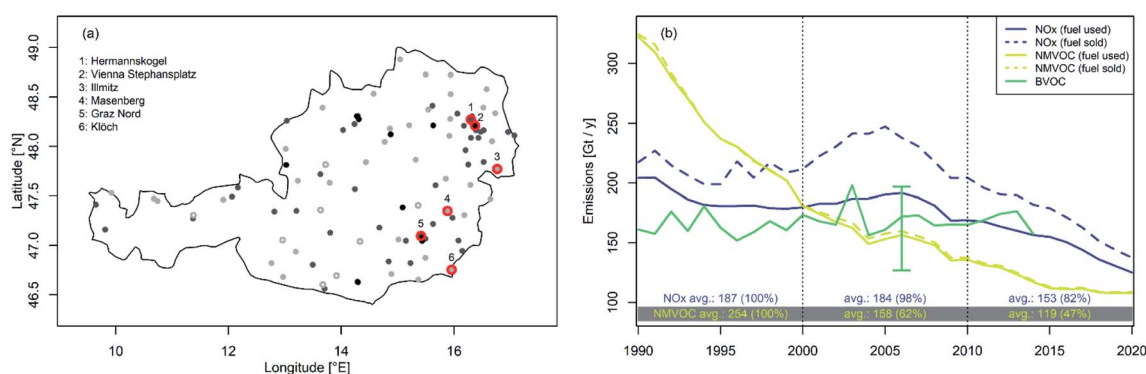 (a)
1: Hermannskogel
2: Vienna Stephansplatz
3: Illmitz
4: Masenberg
5: Graz Nord
6: Klöch
Latitude [°N]
49.0
48.5
48.0
47.5
47.0
46.5
1
2
3
4
5
6
10 12 14 16
Longitude [°E]
(b)
NOx (fuel used)
NOx (fuel sold)
NMVOC (fuel used)
NMVOC (fuel sold)
BVOC
Emissions [Gt / y]
300
250
200
150
100
NOx avg.: 187 (100%) avg.: 184 (98%) avg.: 153 (82%)
NMVOC avg.: 254 (100%) avg.: 158 (62%) avg.: 119 (47%)
1990 1995 2000 2005 2010 2015 2020